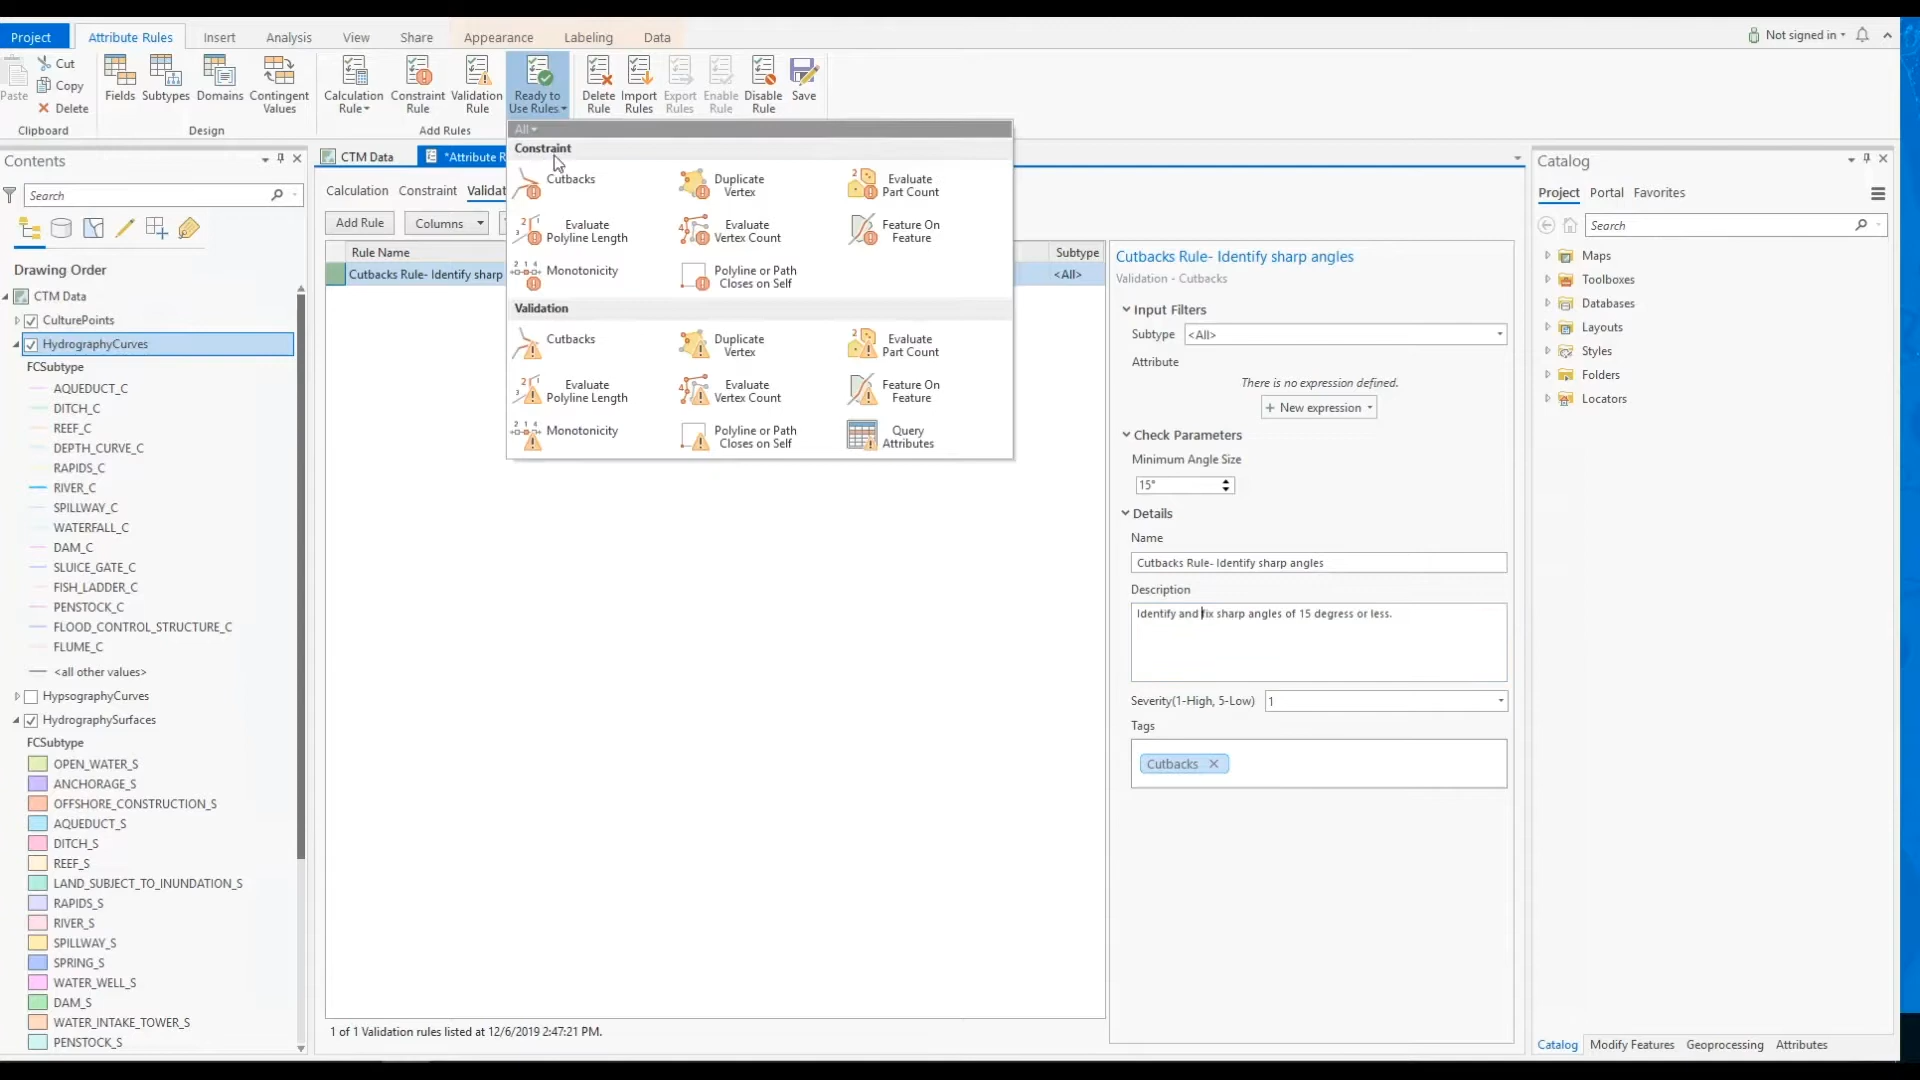 Project
Attribute Rules
Insert
Analysis
View
Share
Appearance
Labeling
Data
Not signed in
Paste
Cut
Copy
Delete
Clipboard
Fields
Subtypes
Domains
Contingent
Values
Design
Calculation
Rule
Constraint
Rule
Validation
Rule
Add Rules
Ready to
Use Rules
Delete
Rule
Import
Rules
Export
Rules
Enable
Rule
Disable
Rule
Save
All
Constraint
Cutbacks
Duplicate
Vertex
Evaluate
Part Count
Evaluate
Polyline Length
Evaluate
Vertex Count
Feature On
Feature
Monotonicity
Polyline or Path
Closes on Self
Validation
Cutbacks
Duplicate
Vertex
Evaluate
Part Count
Evaluate
Polyline Length
Evaluate
Vertex Count
Feature On
Feature
Monotonicity
Polyline or Path
Closes on Self
Query
Attributes
Contents
Search
Drawing Order
CTM Data
CulturePoints
HydrographyCurves
FCSubtype
AQUEDUCT_C
DITCH_C
REEF_C
DEPTH_CURVE_C
RAPIDS_C
RIVER_C
SPILLWAY_C
WATERFALL_C
DAM_C
SLUICE_GATE_C
FISH_LADDER_C
PENSTOCK_C
FLOOD_CONTROL_STRUCTURE_C
FLUME_C
<all other values>
HypsographyCurves
HydrographySurfaces
FCSubtype
OPEN_WATER_S
ANCHORAGE_S
OFFSHORE_CONSTRUCTION_S
AQUEDUCT_S
DITCH_S
REEF_S
LAND_SUBJECT_TO_INUNDATION_S
RAPIDS_S
RIVER_S
SPILLWAY_S
SPRING_S
WATER_WELL_S
DAM_S
WATER_INTAKE_TOWER_S
PENSTOCK_S
CTM Data
*Attribute R
Calculation
Constraint
Validat
Add Rule
Columns
Rule Name
Subtype
Cutbacks Rule- Identify sharp
<All>
1 of 1 Validation rules listed at 12/6/2019 2:47:21 PM.
Cutbacks Rule- Identify sharp angles
Validation - Cutbacks
Input Filters
Subtype
<All>
Attribute
There is no expression defined.
+ New expression
Check Parameters
Minimum Angle Size
15°
Details
Name
Cutbacks Rule- Identify sharp angles
Description
Identify and fix sharp angles of 15 degress or less.
Severity(1-High, 5-Low)
1
Tags
Cutbacks
Catalog
Project
Portal
Favorites
Search
Maps
Toolboxes
Databases
Layouts
Styles
Folders
Locators
Catalog
Modify Features
Geoprocessing
Attributes